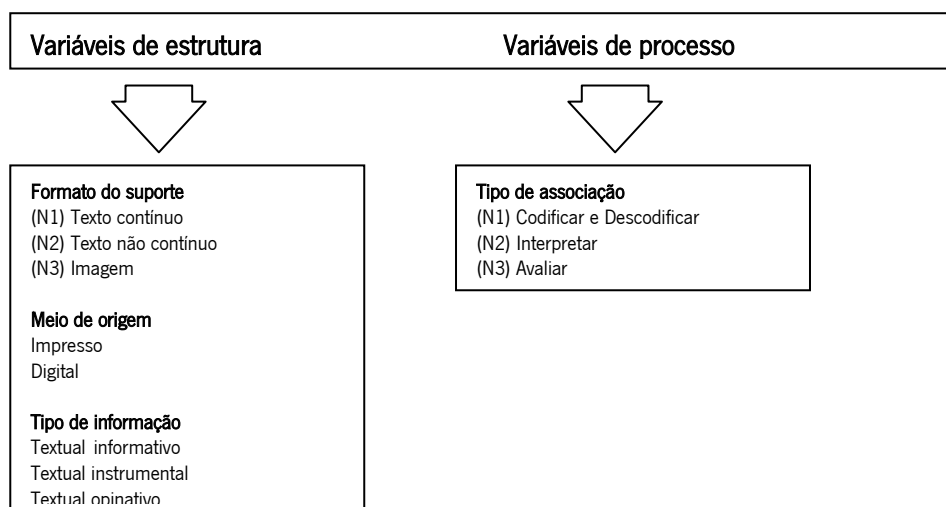 Variáveis de estrutura
Variáveis de processo
Formato do suporte
(N1) Texto contínuo
(N2) Texto não contínuo
(N3) Imagem
Meio de origem
Impresso
Digital
Tipo de informação
Textual informativo
Textual instrumental
Textual opinativo
Tipo de associação
(N1) Codificar e Descodificar
(N2) Interpretar
(N3) Avaliar